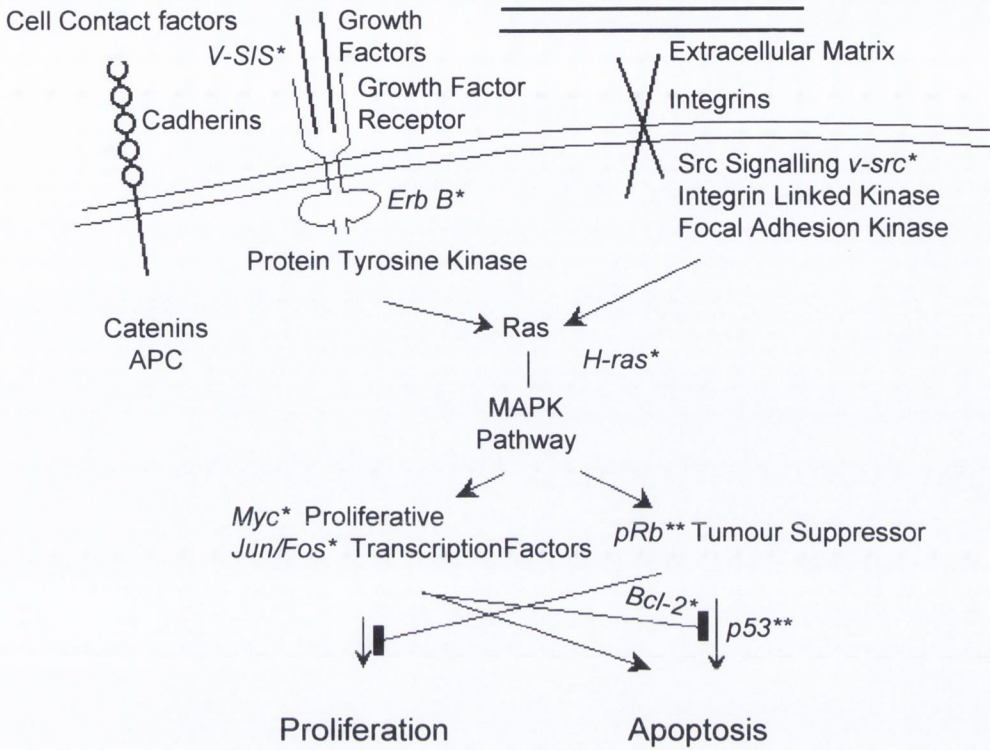 Cell Contact factors
V-SIS*
Growth
Factors
Growth Factor
Receptor
Extracellular Matrix
Integrins
Cadherins
Erb B*
Src Signalling v-src*
Integrin Linked Kinase
Focal Adhesion Kinase
Protein Tyrosine Kinase
Catenins
APC
Ras
H-ras*
MAPK
Pathway
Myc* Proliferative
Jun/Fos* TranscriptionFactors
pRb** Tumour Suppressor
Bcl-2*
p53**
Proliferation
Apoptosis